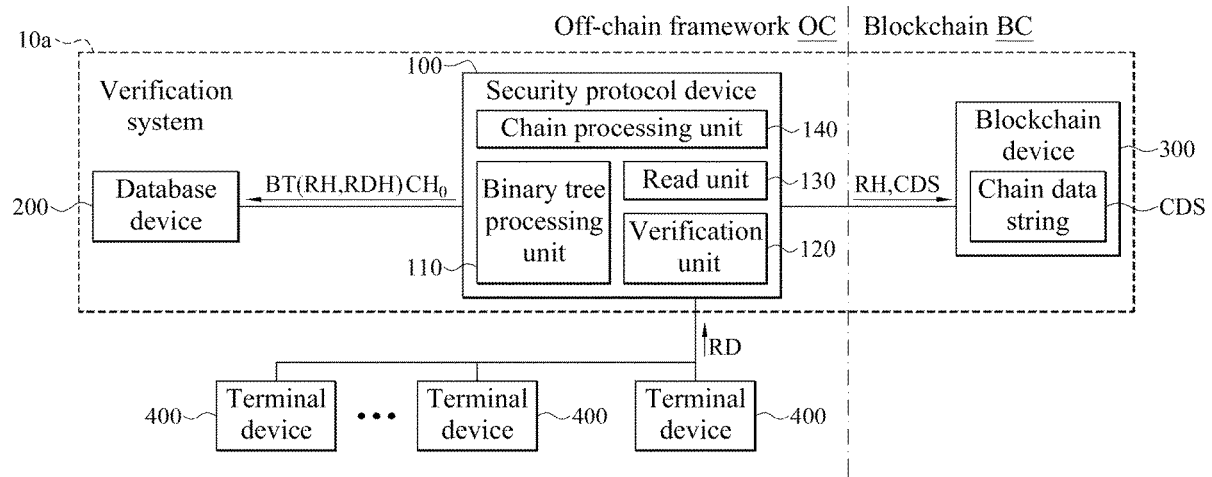 Off-chain framework OC
Blockchain BC
10a
Verification
system
100
Security protocol device
Chain processing unit
140
Binary tree
processing
unit
110
Read unit
130
Verification
unit
120
Database
device
200
BT(RH,RDH)CH₀
RH,CDS
Blockchain
device
300
Chain data
string
CDS
RD
Terminal
device
400
Terminal
device
400
Terminal
device
400